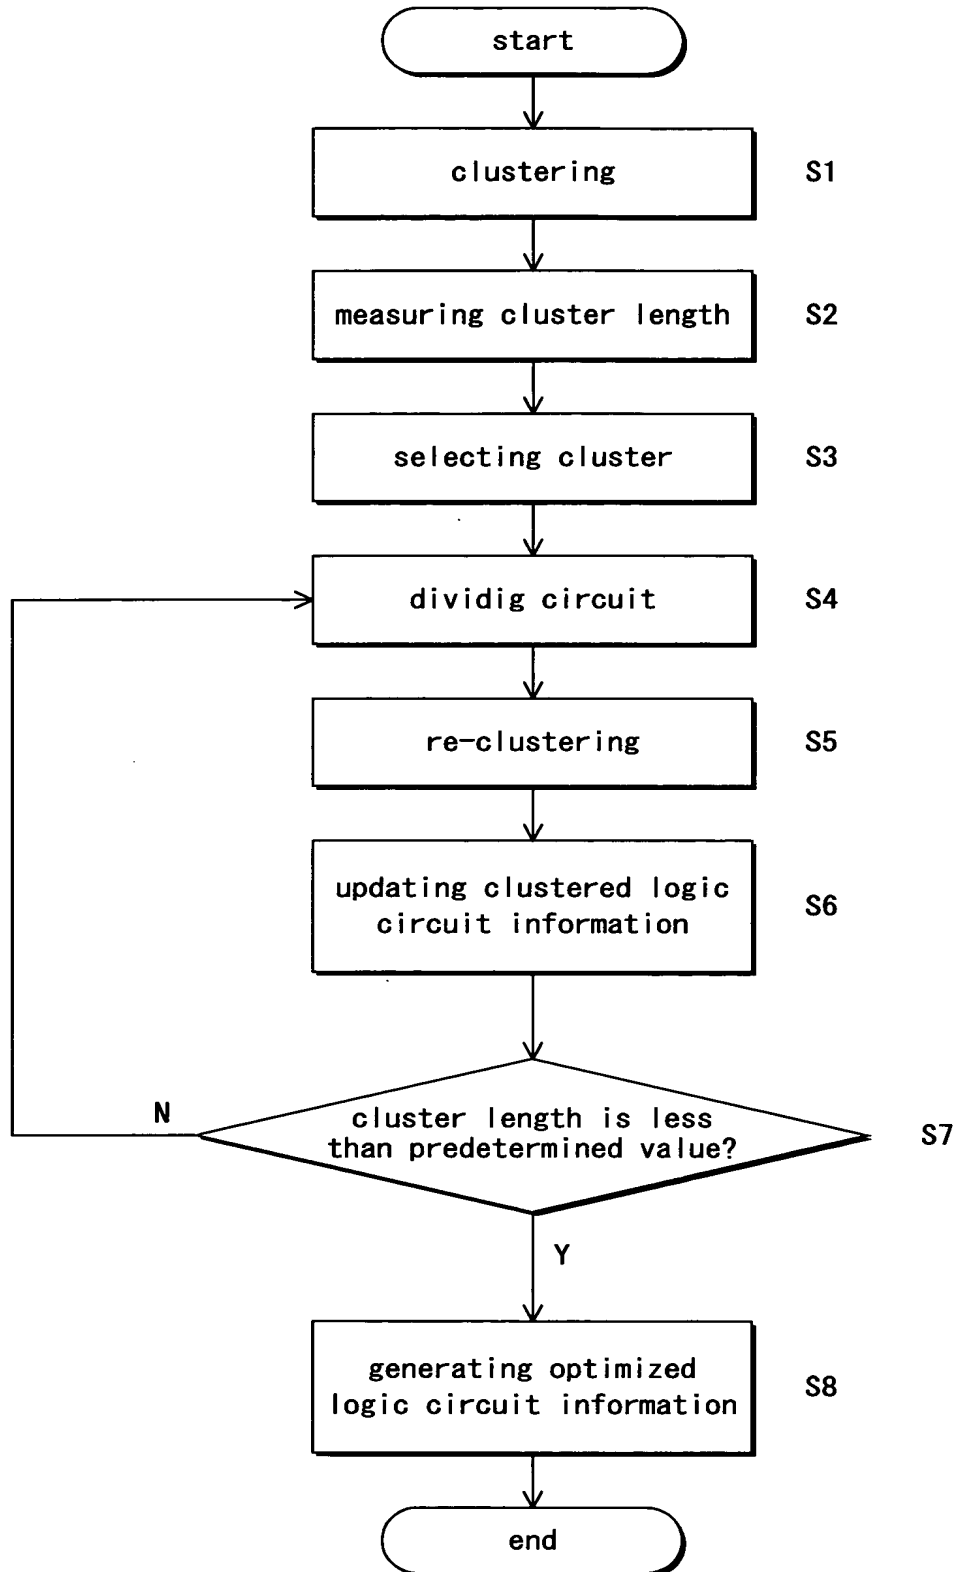 start
clustering
S1
measuring cluster length
S2
selecting cluster
S3
dividig circuit
S4
re-clustering
S5
updating clustered logic
circuit information
S6
N
cluster length is less
than predetermined value?
S7
Y
generating optimized
logic circuit information
S8
end